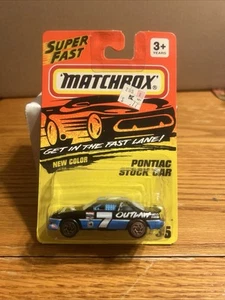 SUPER
FAST
3+
YEARS
MATCHBOX
GET IN THE FAST LANE!
NEW COLOR
PONTIAC
STOCK CAR
7
OUTLAW